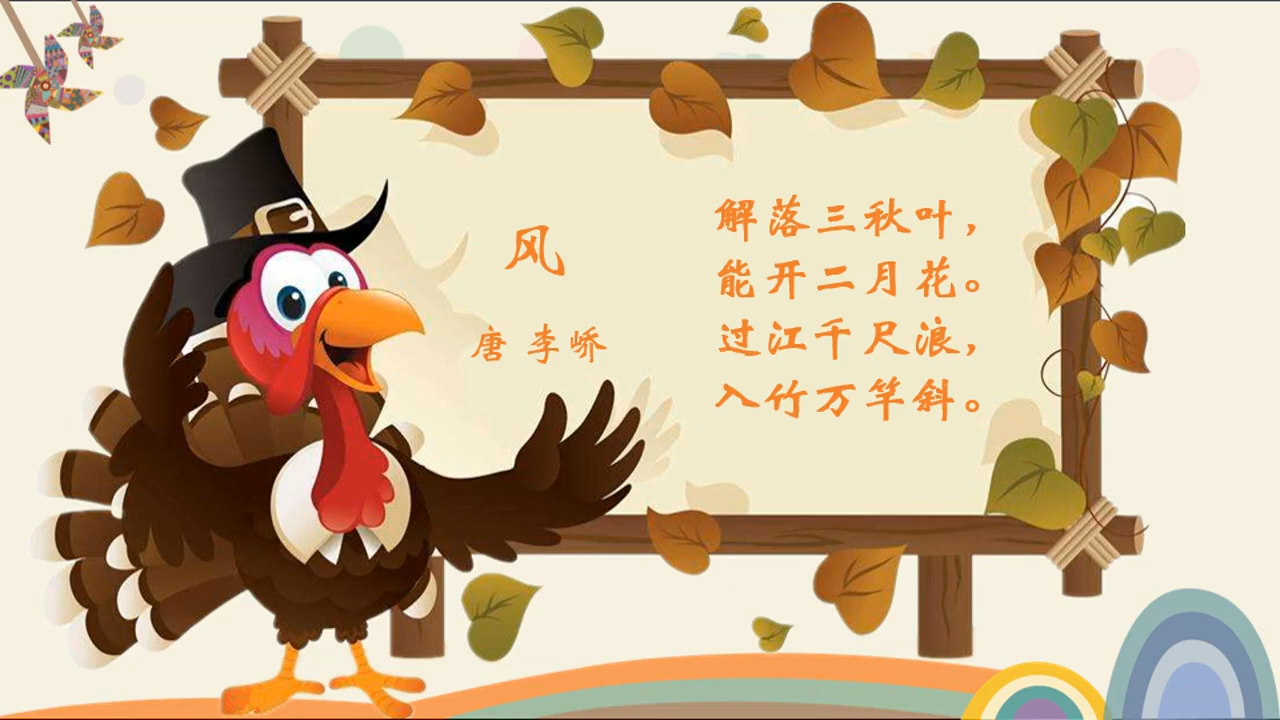 风
唐 李峤
解落三秋叶，
能开二月花。
过江千尺浪，
入竹万竿斜。